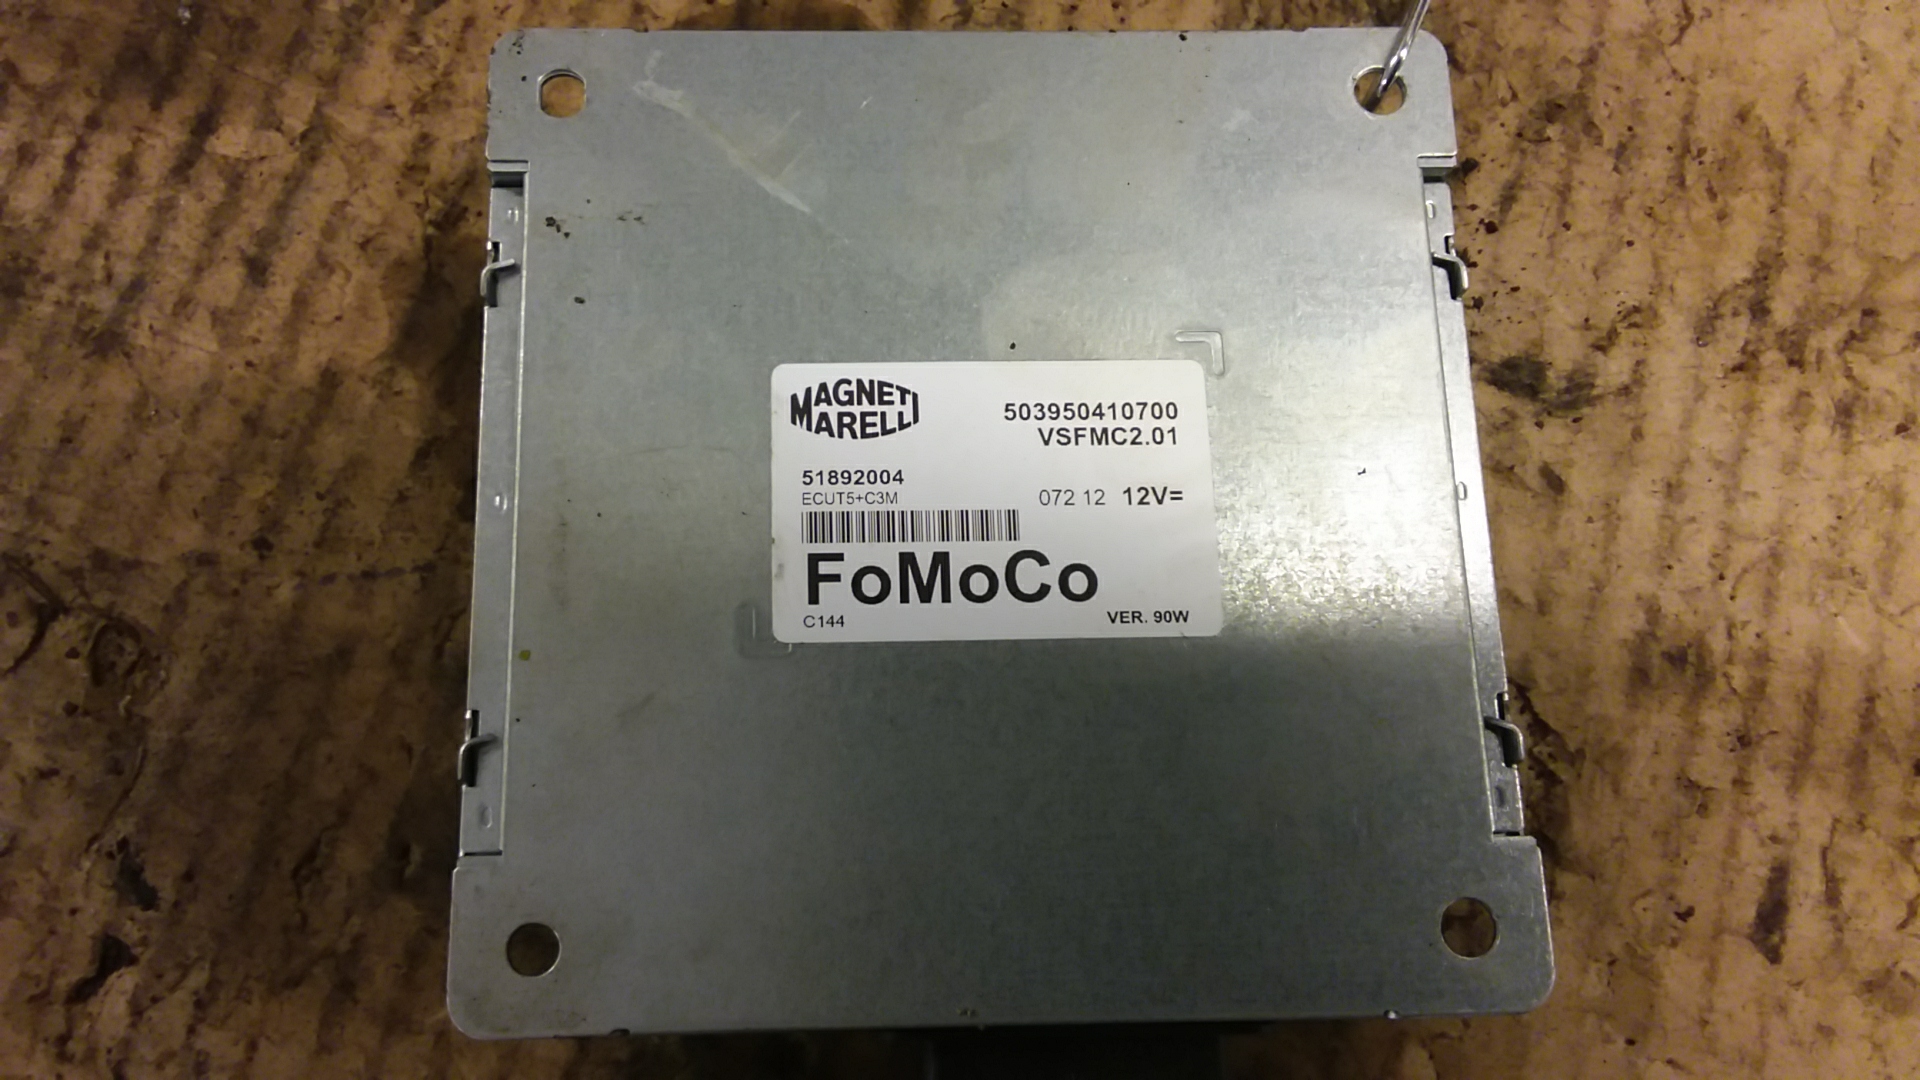 MAGNETI
MARELLI
503950410700
VSFMC2.01
51892004
ECUT5+C3M
072 12 12V=
FoMoCo
C144
VER. 90W